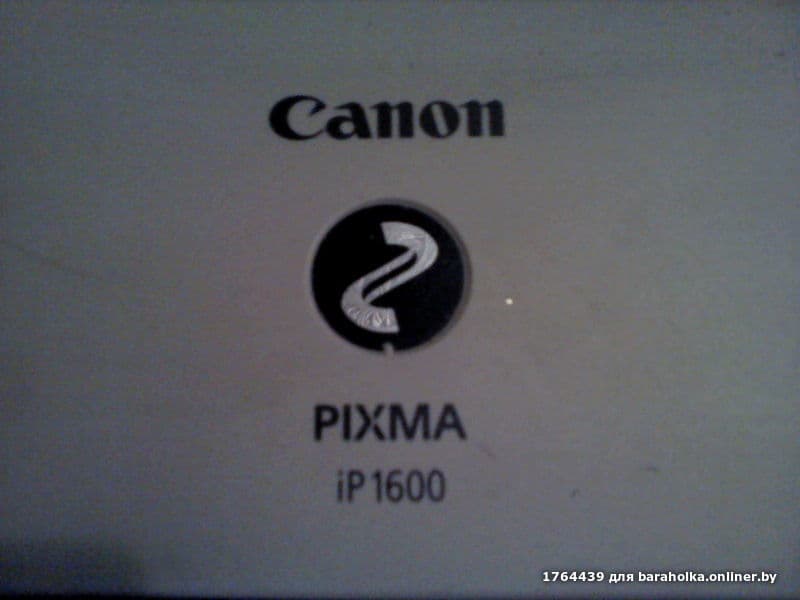 Canon
PIXMA
iP1600
1764439 для baraholka.onliner.by